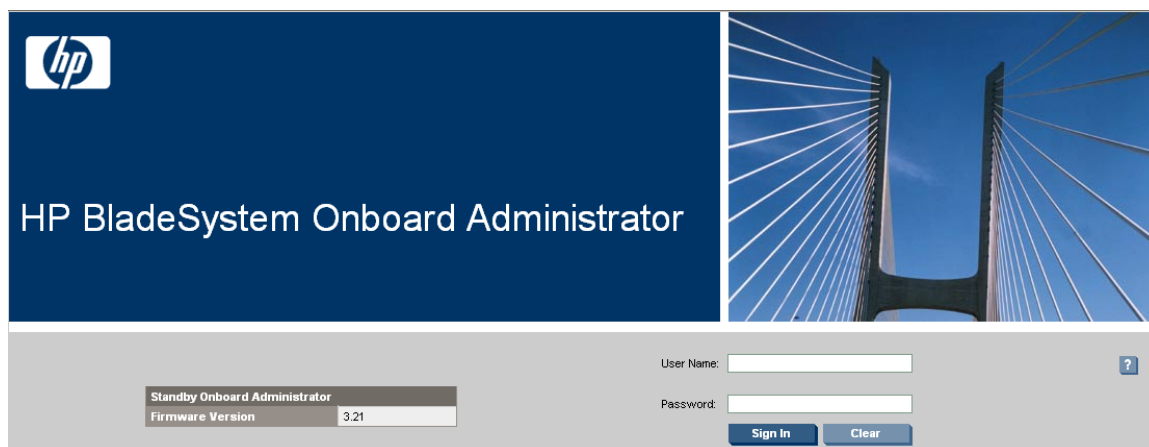 hp
HP BladeSystem Onboard Administrator
User Name:
?
Standby Onboard Administrator
Firmware Version 3.21
Password:
Sign In Clear